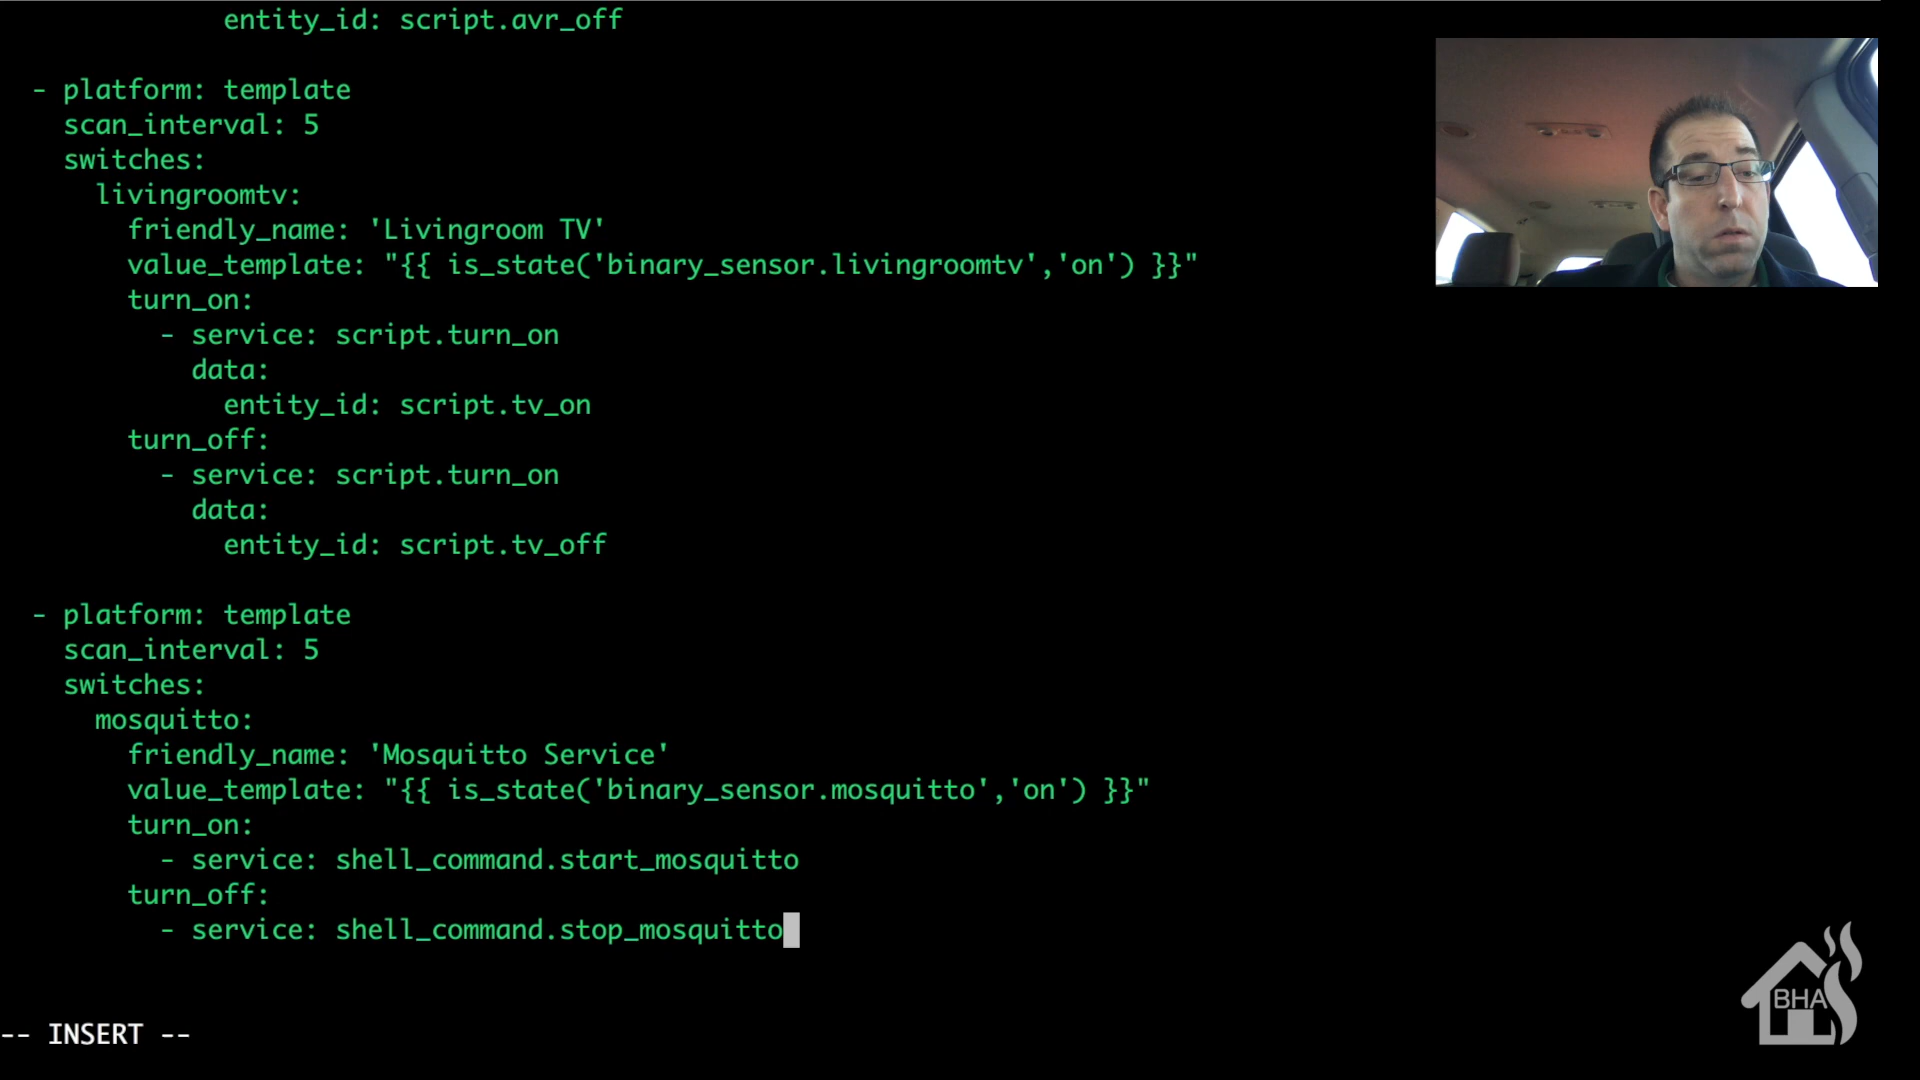 entity_id: script.avr_off
- platform: template
scan_interval: 5
switches:
livingroomtv:
friendly_name: 'Livingroom TV'
value_template: "{{ is_state('binary_sensor.livingroomtv','on') }}"
turn_on:
- service: script.turn_on
data:
entity_id: script.tv_on
turn_off:
- service: script.turn_on
data:
entity_id: script.tv_off
- platform: template
scan_interval: 5
switches:
mosquitto:
friendly_name: 'Mosquitto Service'
value_template: "{{ is_state('binary_sensor.mosquitto','on') }}"
turn_on:
- service: shell_command.start_mosquitto
turn_off:
- service: shell_command.stop_mosquitto
BHA
-- INSERT --